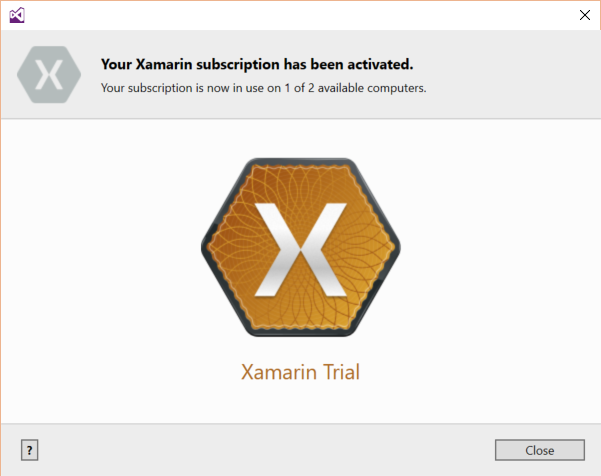 Your Xamarin subscription has been activated.
Your subscription is now in use on 1 of 2 available computers.
X
X
Xamarin Trial
?
Close